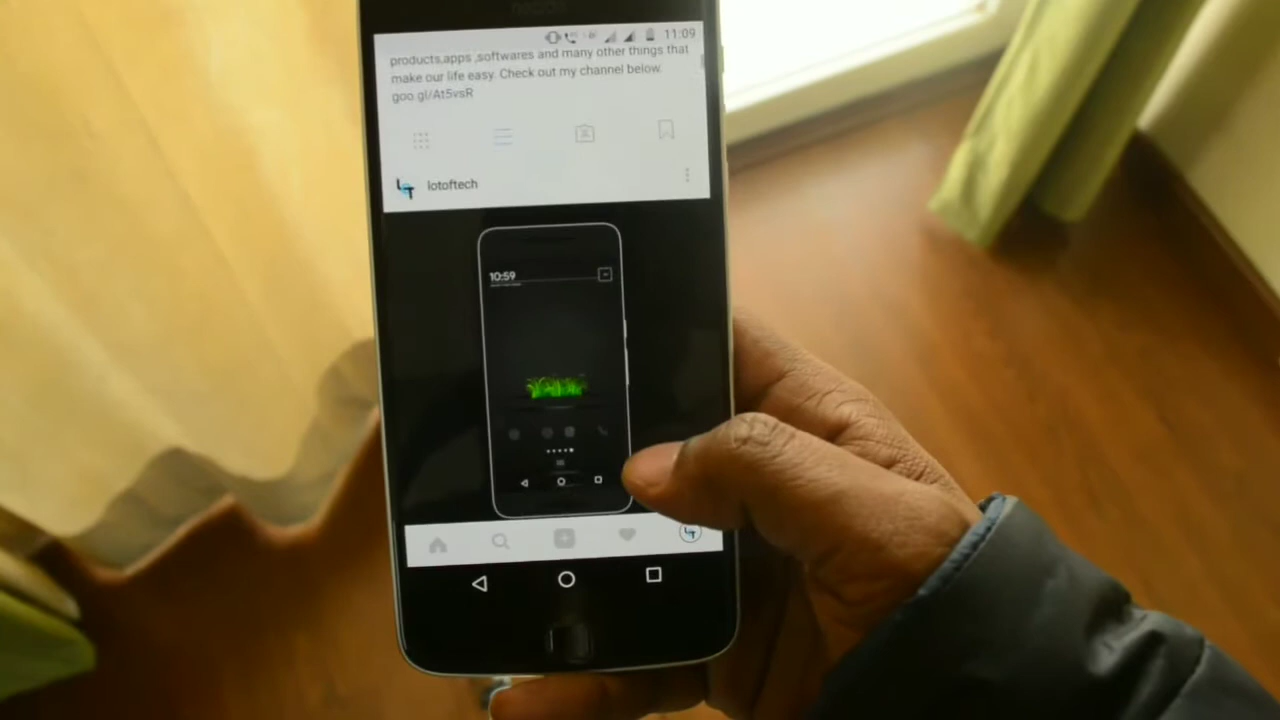 11:09
products,apps ,softwares and many other things that
make our life easy. Check out my channel below.
goo.gl/At5vsR
lotoftech
10:59